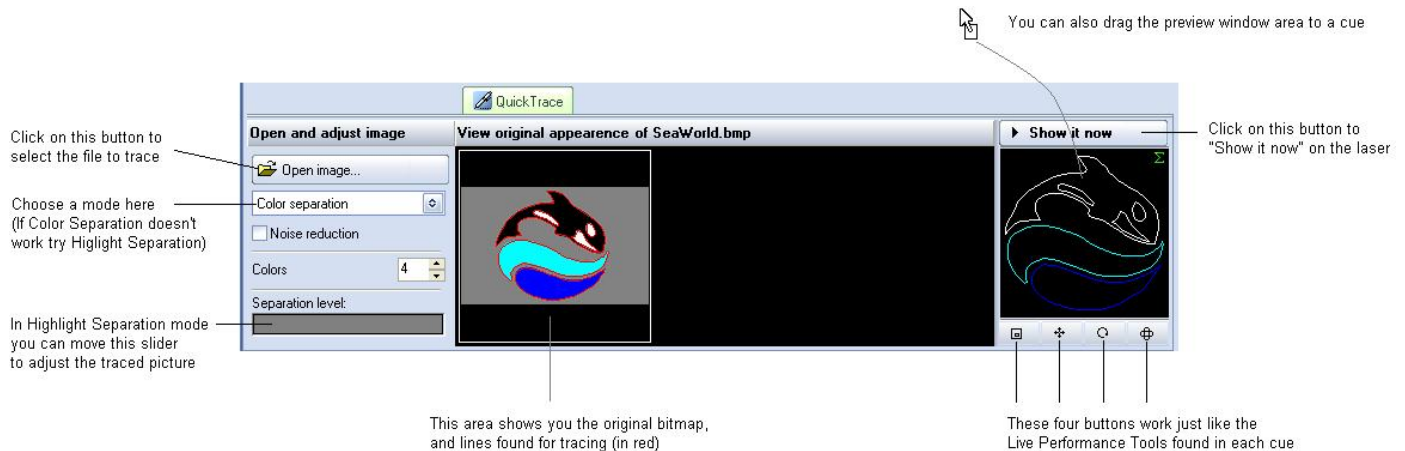 You can also drag the preview window area to a cue
QuickTrace
Click on this button to
select the file to trace
Open and adjust image
View original appearence of SeaWorld.bmp
Show it now
Click on this button to
"Show it now" on the laser
Open image...
Σ
Choose a mode here
(If Color Separation doesn't
work try Higlight Separation)
Color separation
Noise reduction
Colors
4
Separation level:
In Highlight Separation mode
you can move this slider
to adjust the traced picture
This area shows you the original bitmap,
and lines found for tracing (in red)
These four buttons work just like the
Live Performance Tools found in each cue